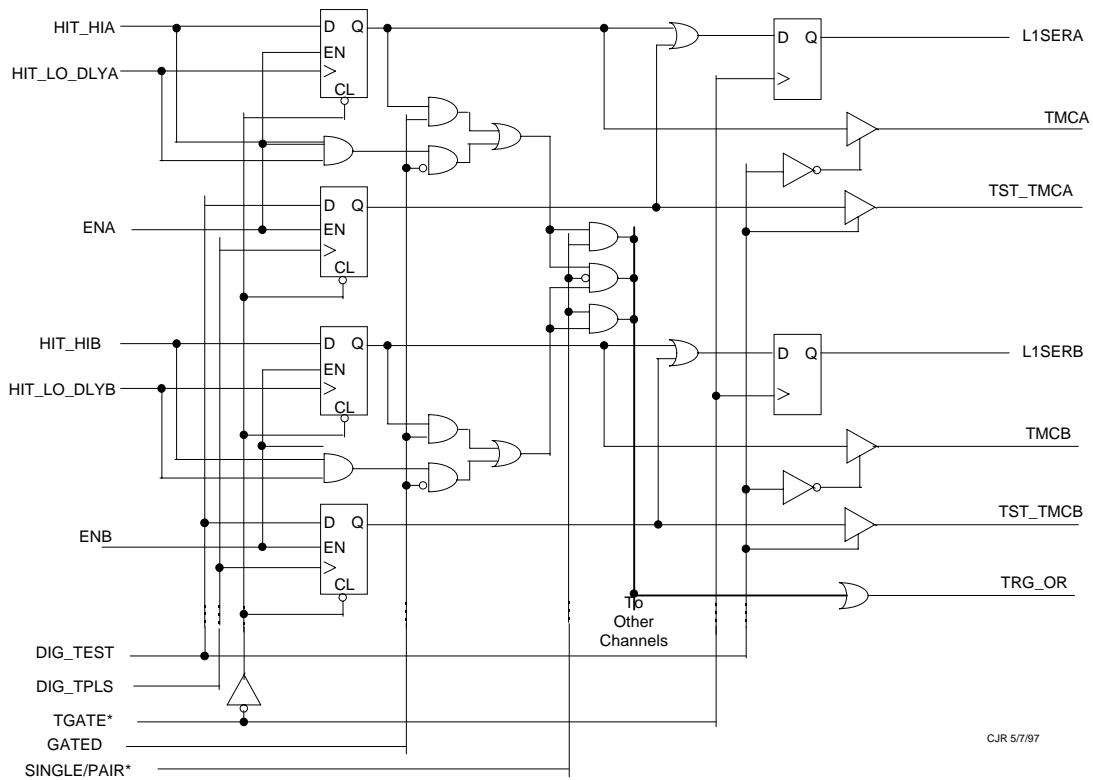 HIT_HIA
D Q
D Q
L1SERA
EN
HIT_LO_DLYA
CL
TMCA
D Q
TST_TMCA
ENA
EN
CL
HIT_HIB
D Q
D Q
L1SERB
EN
HIT_LO_DLYB
CL
TMCB
D Q
TST_TMCB
ENB
EN
CL
TRG_OR
To
Other
Channels
DIG_TEST
DIG_TPLS
TGATE*
GATED
CJR 5/7/97
SINGLE/PAIR*